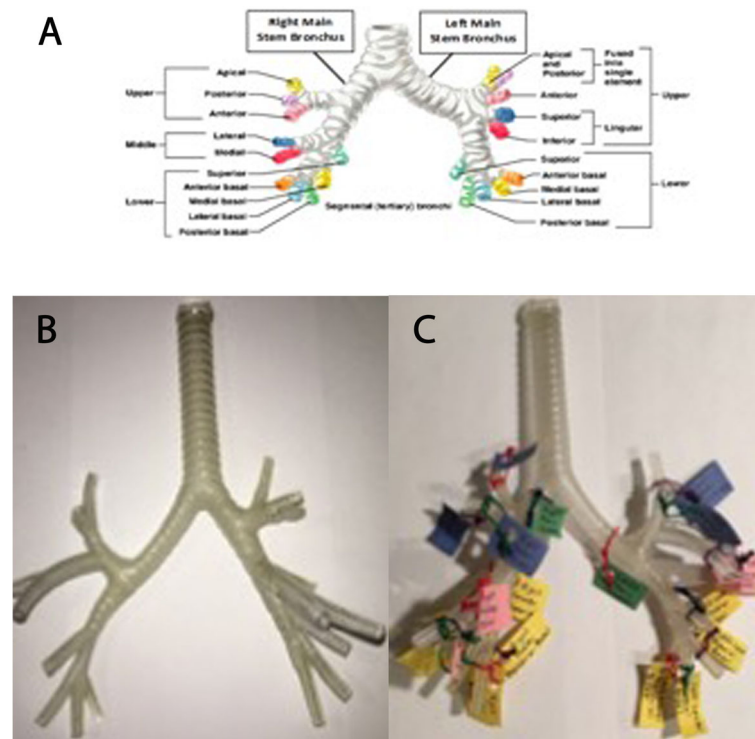 A
Right Main
Stem Bronchus
Left Main
Stem Bronchus
Upper
Apical
Posterior
Anterior
Middle
Lateral
Medial
Lower
Superior
Anterior basal
Medial basal
Lateral basal
Posterior basal
Segmental (tertiary) bronchi
Apical
and
Posterior
Fused
into
single
element
Anterior
Upper
Superior
Inferior
Lingular
Superior
Anterior basal
Medial basal
Lateral basal
Posterior basal
Lower
B
C